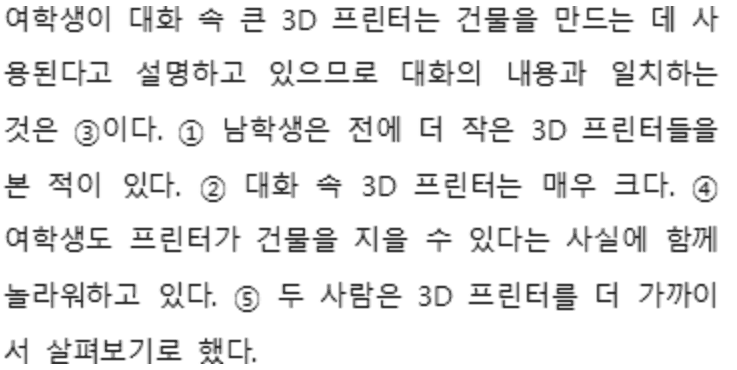 여학생이 대화 속 큰 3D 프린터는 건물을 만드는 데 사
용된다고 설명하고 있으므로 대화의 내용과 일치하는
것은 ③이다. ① 남학생은 전에 더 작은 3D 프린터들을
본 적이 있다. ② 대화 속 3D 프린터는 매우 크다. ④
여학생도 프린터가 건물을 지을 수 있다는 사실에 함께
놀라워하고 있다. ⑤ 두 사람은 3D 프린터를 더 가까이
서 살펴보기로 했다.